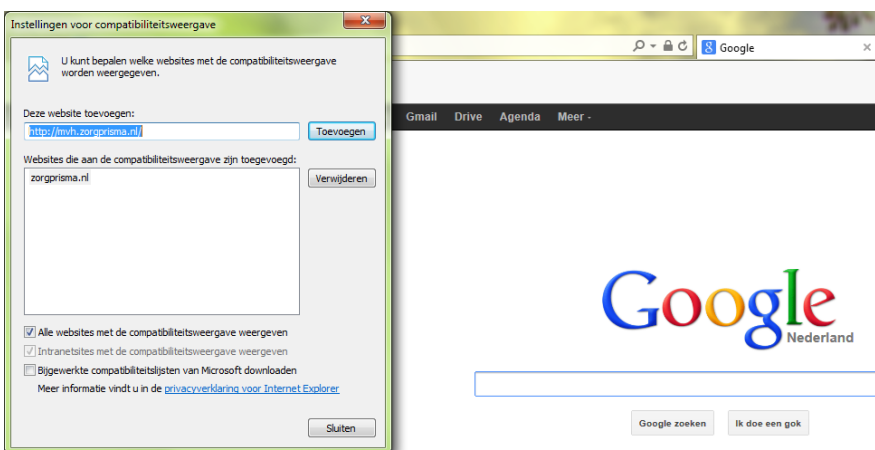 Instellingen voor compatibiliteitsweergave
U kunt bepalen welke websites met de compatibiliteitsweergave
worden weergegeven.
Deze website toevoegen:
http://mvh.zorgprisma.nl/
Toevoegen
Websites die aan de compatibiliteitsweergave zijn toegevoegd:
zorgprisma.nl
Verwijderen
Alle websites met de compatibiliteitsweergave weergeven
Intranetsites met de compatibiliteitsweergave weergeven
Bijgewerkte compatibiliteitslijsten van Microsoft downloaden
Meer informatie vindt u in de privacyverklaring voor Internet Explorer
Sluiten
Google
Gmail Drive Agenda Meer -
Google
Nederland
Google zoeken Ik doe een gok